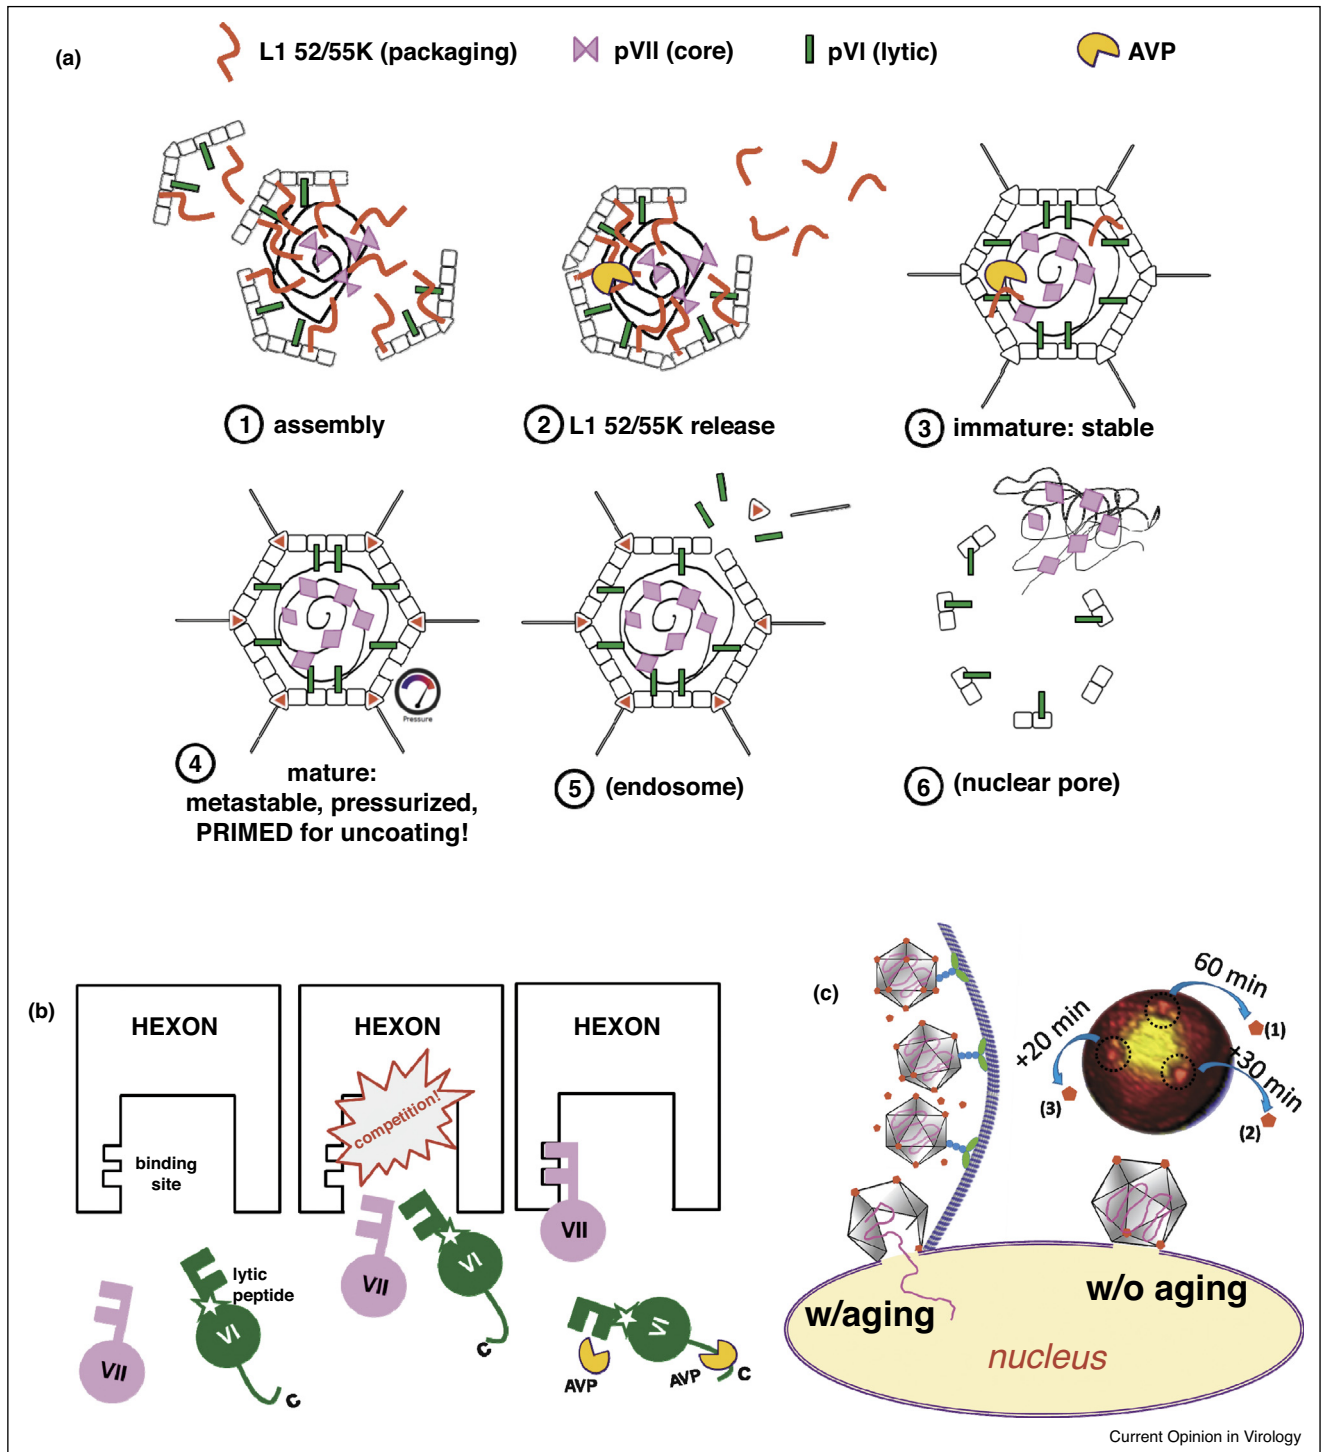 (a)
L1 52/55K (packaging)
pVII (core)
pVI (lytic)
AVP
1 assembly
2 L1 52/55K release
3 immature: stable
Pressure
4
mature:
metastable, pressurized,
PRIMED for uncoating!
5 (endosome)
6 (nuclear pore)
(b)
HEXON
binding
site
VII
lytic
peptide
VI
C
HEXON
competition!
VII
VI
C
HEXON
VII
VI
AVP
AVP
C
(c)
60 min
(1)
+20 min
+30 min
(3)
(2)
w/aging
w/o aging
nucleus
Current Opinion in Virology